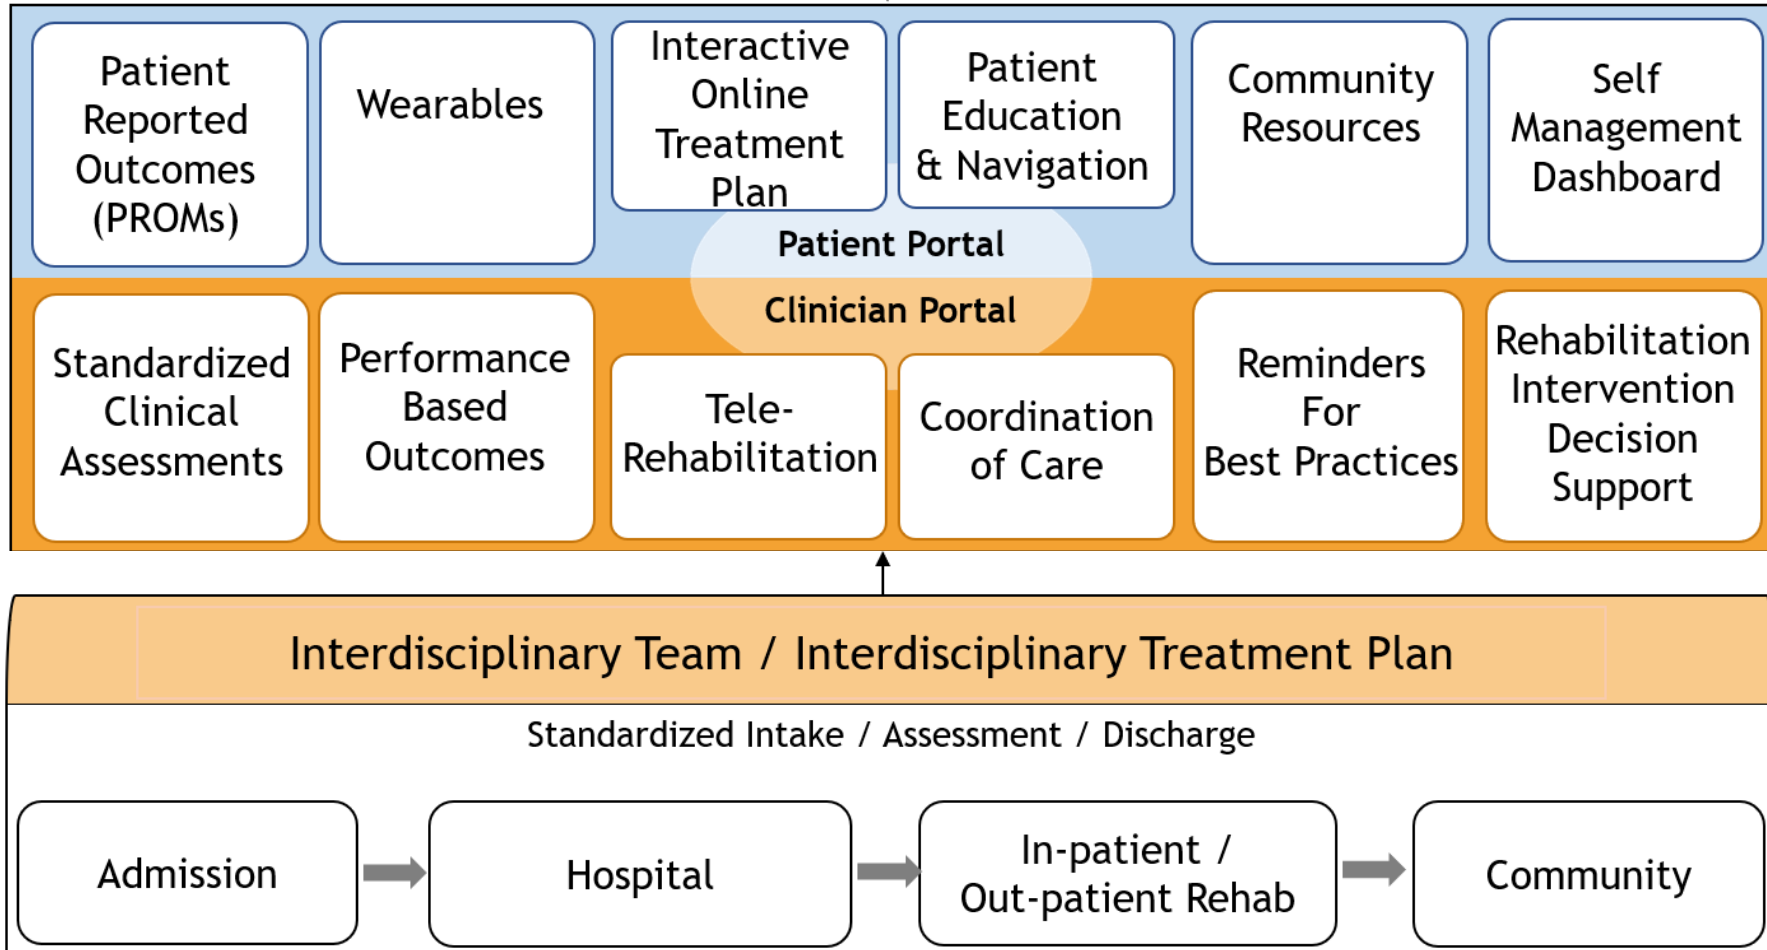 Patient
Reported
Outcomes
(PROMs)
Wearables
Interactive
Online
Treatment
Plan
Patient
Education
& Navigation
Community
Resources
Self
Management
Dashboard
Patient Portal
Clinician Portal
Standardized
Clinical
Assessments
Performance
Based
Outcomes
Tele-
Rehabilitation
Coordination
of Care
Reminders
For
Best Practices
Rehabilitation
Intervention
Decision
Support
Interdisciplinary Team / Interdisciplinary Treatment Plan
Standardized Intake / Assessment / Discharge
Admission
Hospital
In-patient /
Out-patient Rehab
Community